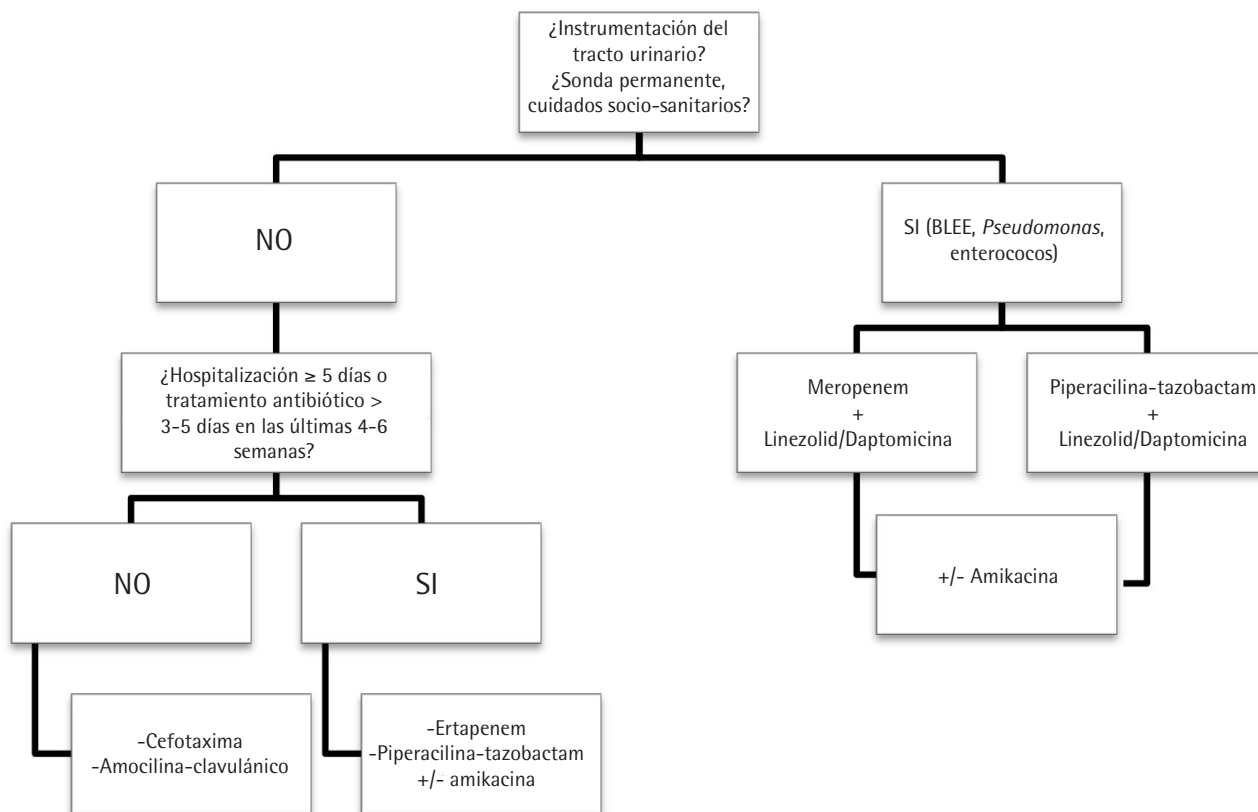 ¿Instrumentación del
tracto urinario?
¿Sonda permanente,
cuidados socio-sanitarios?
NO
SI (BLEE, Pseudomonas,
enterococos)
¿Hospitalización ≥ 5 días o
tratamiento antibiótico >
3-5 días en las últimas 4-6
semanas?
Meropenem
+
Linezolid/Daptomicina
Piperacilina-tazobactam
+
Linezolid/Daptomicina
NO
SI
+/- Amikacina
-Cefotaxima
-Amocilina-clavulánico
-Ertapenem
-Piperacilina-tazobactam
+/- amikacina